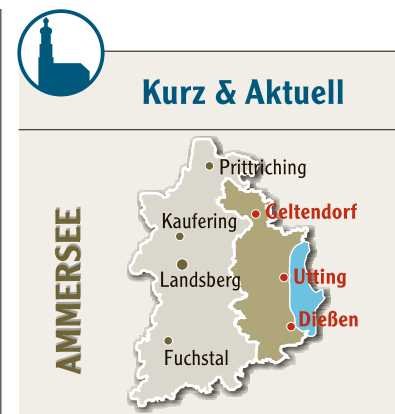 Kurz & Aktuell
AMMERSEE
Prittriching
Geltendorf
Kaufering
Landsberg
Utting
Dießen
Fuchstal